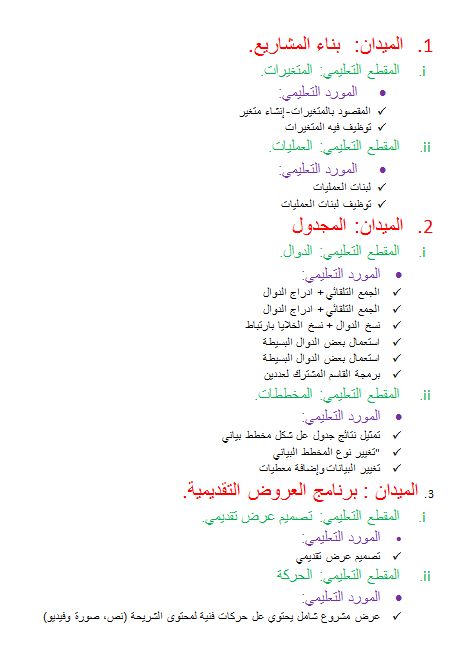 1. الميدان: بناء المشاريع.
i. المقطع التعليمي: المتغيرات.
● المورد التعليمي:
✓ المقصود بالمتغيرات-إنشاء متغير
✓ توظيف فيه المتغيرات
ii. المقطع التعليمي: العمليات.
● المورد التعليمي:
✓ لبنات العمليات
✓ توظيف لبنات العمليات
2. الميدان: المجدول
i. المقطع التعليمي: الدوال.
● المورد التعليمي:
✓ الجمع التلقائي + ادراج الدوال
✓ الجمع التلقائي + ادراج الدوال
✓ نسخ الدوال + نسخ الخلايا بارتباط
✓ استعمال بعض الدوال البسيطة
✓ استعمال بعض الدوال البسيطة
✓ برمجة القاسم المشترك لعددين
ii. المقطع التعليمي: المخططات.
● المورد التعليمي:
✓ تمثيل نتائج جدول عل شكل مخطط بياني
✓ "تغيير نوع المخطط البياني
✓ تغيير البيانات وإضافة معطيات
3. الميدان : برنامج العروض التقديمية.
i. المقطع التعليمي: تصميم عرض تقديمي.
● المورد التعليمي:
✓ تصميم عرض تقديمي
ii. المقطع التعليمي: الحركة
● المورد التعليمي:
✓ عرض مشروع شامل يحتوي عل حركات فنية لمحتوى الشريحة (نص، صورة وفيديو)